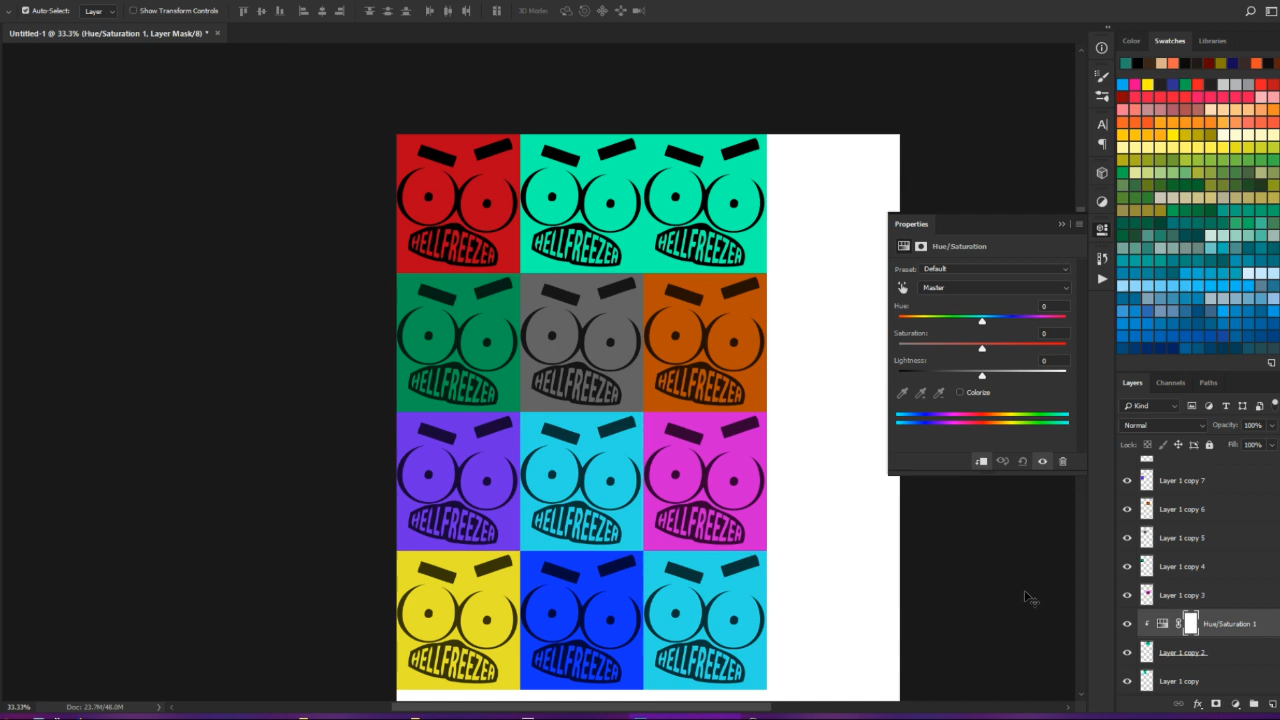 Auto-Select: Layer Show Transform Controls 3D Mode:
Untitled-1 @ 33.3% (Hue/Saturation 1, Layer Mask/8) *
Color Swatches Libraries
HELLFREEZER HELLFREEZER HELLFREEZER
HELLFREEZER HELLFREEZER HELLFREEZER
HELLFREEZER HELLFREEZER HELLFREEZER
HELLFREEZER HELLFREEZER HELLFREEZER
Properties
Hue/Saturation
Preset: Default
Master
Hue: 0
Saturation: 0
Lightness: 0
Colorize
Layers Channels Paths
Kind
Normal Opacity: 100%
Lock: Fill: 100%
Layer 1 copy 7
Layer 1 copy 6
Layer 1 copy 5
Layer 1 copy 4
Layer 1 copy 3
Hue/Saturation 1
Layer 1 copy 2
Layer 1 copy
33.33% Doc: 23.7M/48.0M